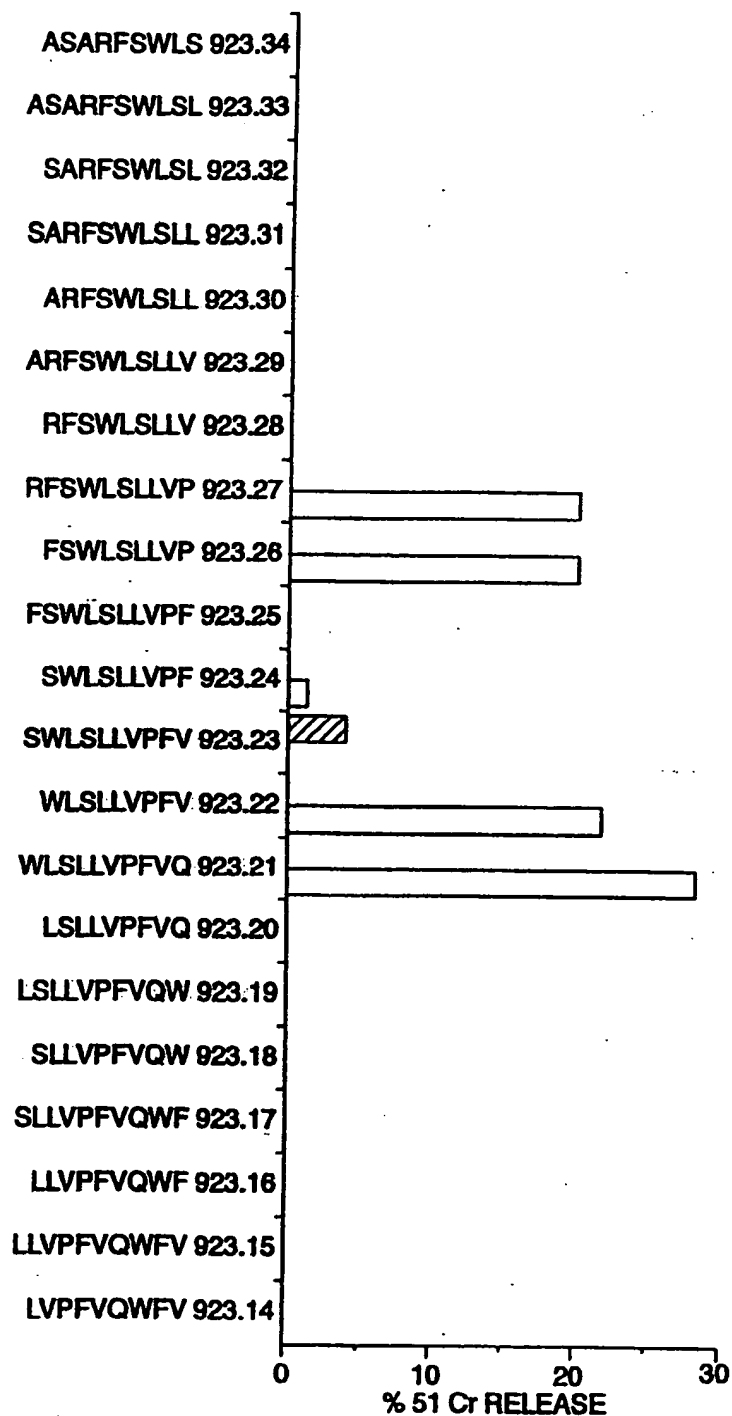 ASARFSWLS 923.34
ASARFSWLSL 923.33
SARFSWLSL 923.32
SARFSWLSLL 923.31
ARFSWLSLL 923.30
ARFSWLSLLV 923.29
RFSWLSLLV 923.28
RFSWLSLLVP 923.27
FSWLSLLVP 923.26
FSWLSLLVPF 923.25
SWLSLLVPF 923.24
SWLSLLVPFV 923.23
WLSLLVPFV 923.22
WLSLLVPFVQ 923.21
LSLLVPFVQ 923.20
LSLLVPFVQW 923.19
SLLVPFVQW 923.18
SLLVPFVQWF 923.17
LLVPFVQWF 923.16
LLVPFVQWFV 923.15
LVPFVQWFV 923.14
0 10 20 30
% 51 Cr RELEASE